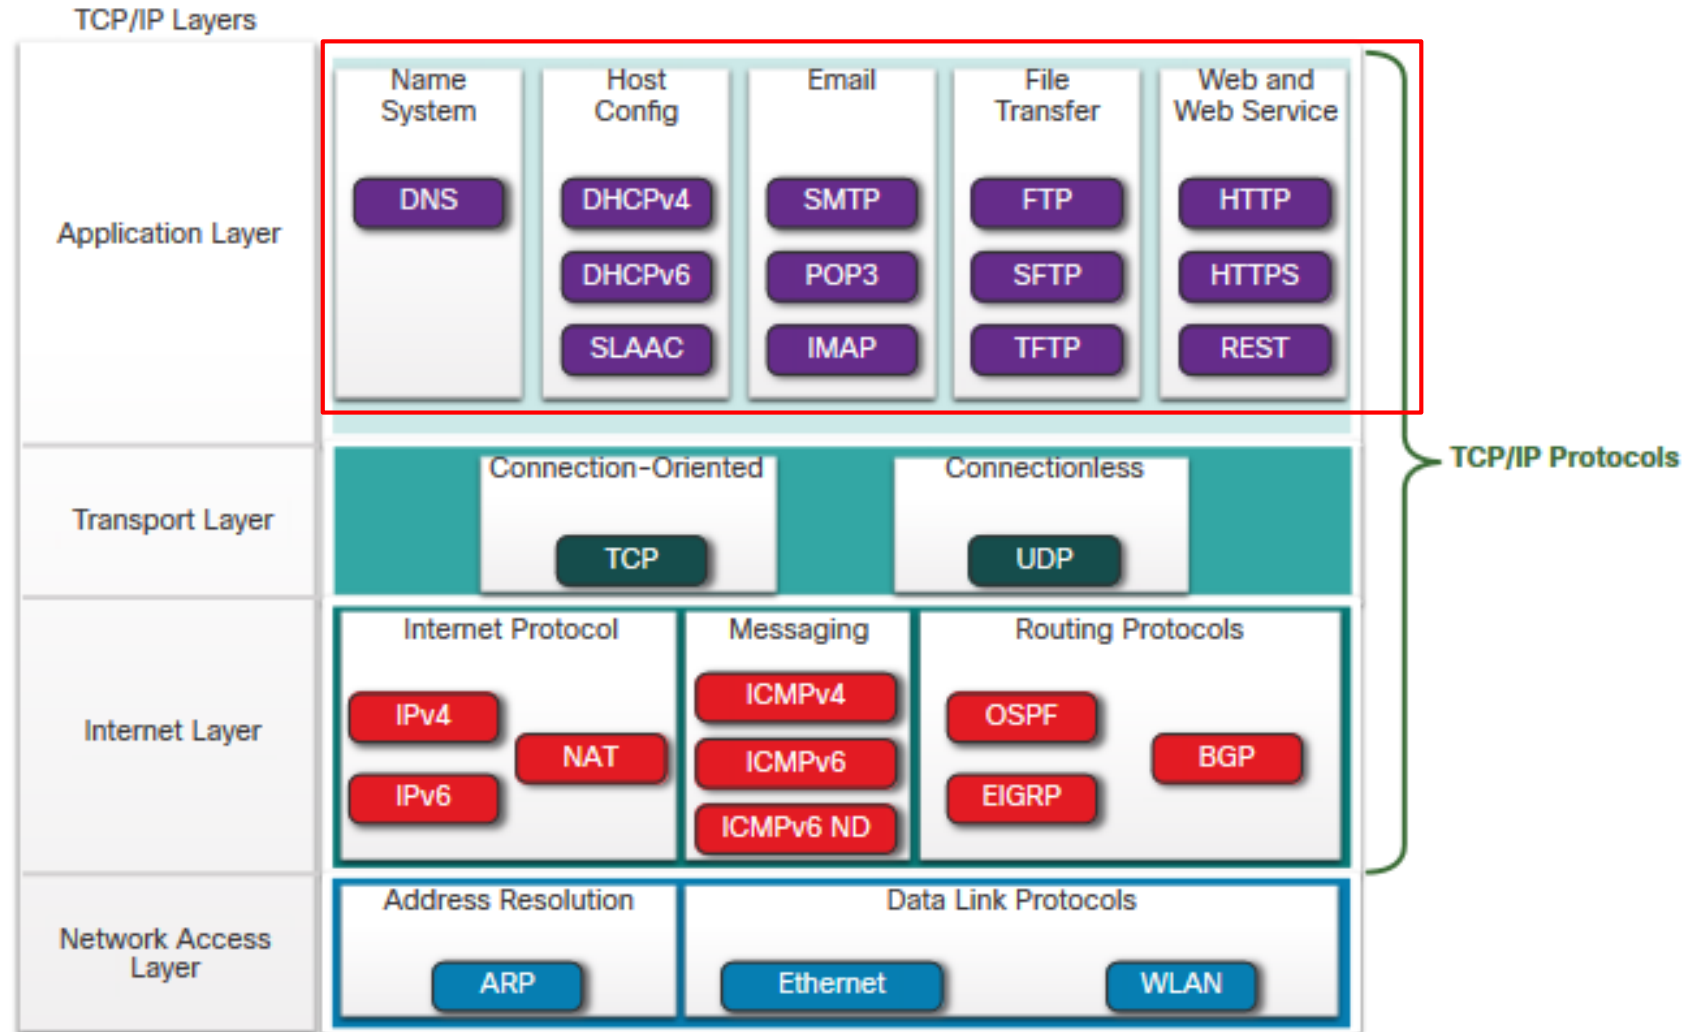 TCP/IP Layers
Application Layer
Name
System
DNS
Host
Config
DHCPv4
DHCPv6
SLAAC
Email
SMTP
POP3
IMAP
File
Transfer
FTP
SFTP
TFTP
Web and
Web Service
HTTP
HTTPS
REST
TCP/IP Protocols
Transport Layer
Connection-Oriented
TCP
Connectionless
UDP
Internet Layer
Internet Protocol
IPv4
IPv6
NAT
Messaging
ICMPv4
ICMPv6
ICMPv6 ND
Routing Protocols
OSPF
EIGRP
BGP
Network Access
Layer
Address Resolution
ARP
Data Link Protocols
Ethernet
WLAN